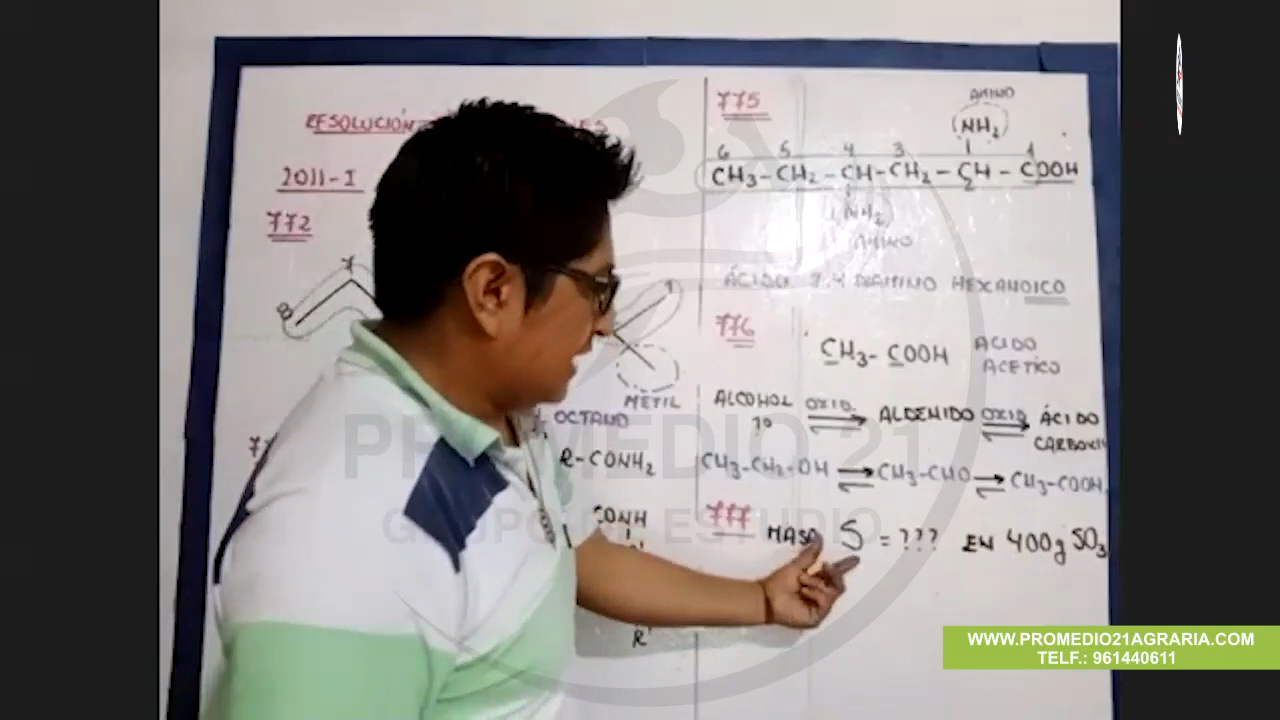 2011-I
772
7
8
1
METIL
OCTANO
R-CONH2
CONH
R'
775
AMINO
NH2
6 5 4 3 1
CH3-CH2-CH-CH2-CH-COOH
2
NH2
AMINO
ÁCIDO 2,4 DIAMINO HEXANOICO
776
CH3-COOH
ACIDO
ACETICO
ALCOHOL OXID. ALDEHIDO OXID. ÁCIDO
1º
CH3-CH2-OH CH3-CHO CH3-COOH
777
S = ??? EN 400g SO3
PROMEDIO 21
GRUPO DE ESTUDIO
WWW.PROMEDIO21AGRARIA.COM
TELF.: 961440611